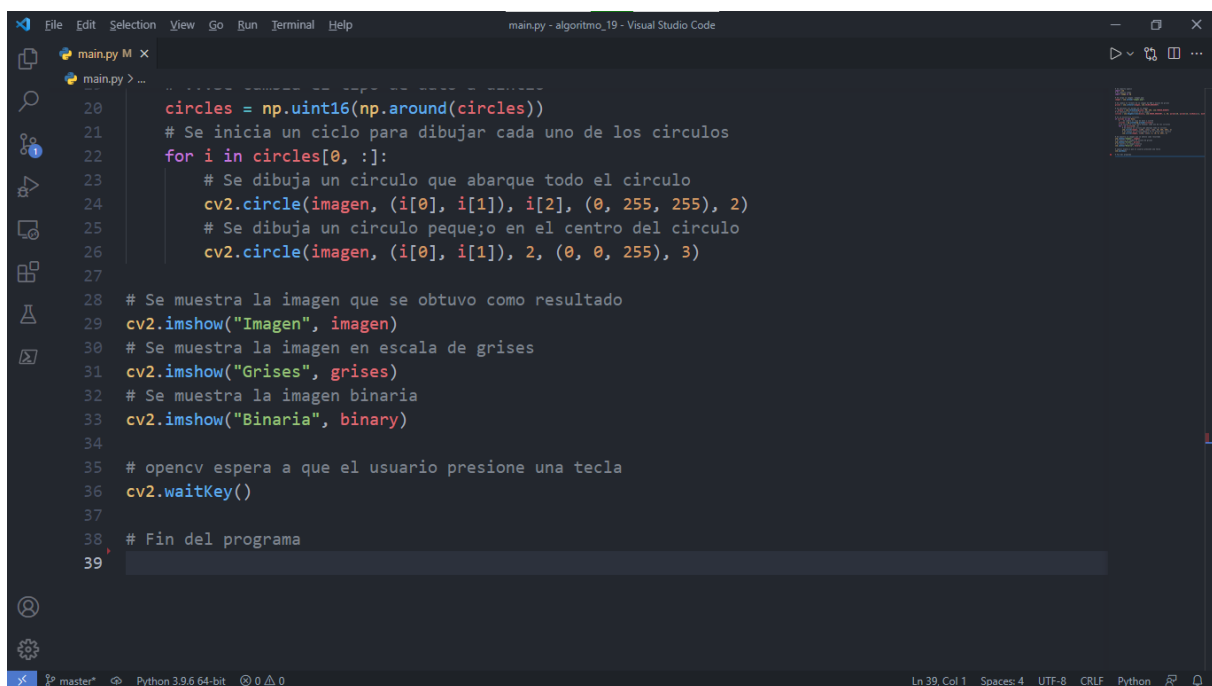 File Edit Selection View Go Run Terminal Help
main.py - algoritmo_19 - Visual Studio Code
main.py M
main.py > ...
20 circles = np.uint16(np.around(circles))
21 # Se inicia un ciclo para dibujar cada uno de los circulos
22 for i in circles[0, :]:
23 # Se dibuja un circulo que abarque todo el circulo
24 cv2.circle(imagen, (i[0], i[1]), i[2], (0, 255, 255), 2)
25 # Se dibuja un circulo peque;o en el centro del circulo
26 cv2.circle(imagen, (i[0], i[1]), 2, (0, 0, 255), 3)
27
28 # Se muestra la imagen que se obtuvo como resultado
29 cv2.imshow("Imagen", imagen)
30 # Se muestra la imagen en escala de grises
31 cv2.imshow("Grises", grises)
32 # Se muestra la imagen binaria
33 cv2.imshow("Binaria", binary)
34
35 # opencv espera a que el usuario presione una tecla
36 cv2.waitKey()
37
38 # Fin del programa
39
1
master* Python 3.9.6 64-bit 0 0 Ln 39, Col 1 Spaces: 4 UTF-8 CRLF Python